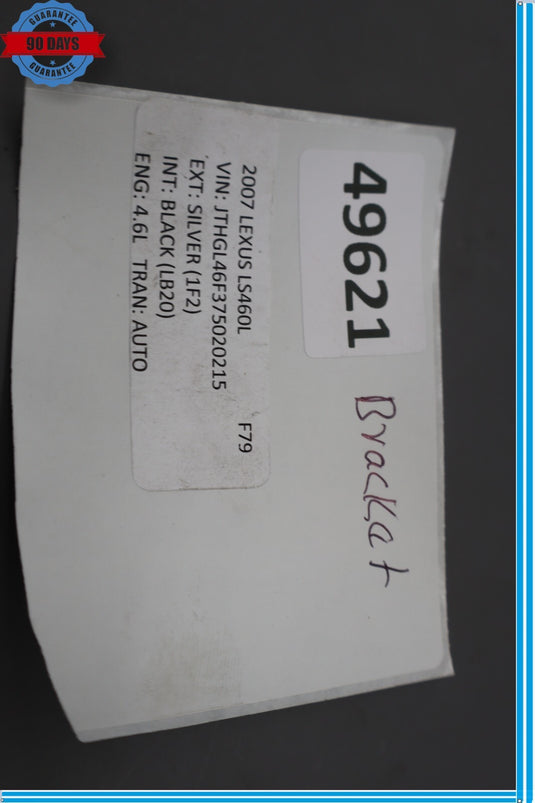 GUARANTEE
90 DAYS
GUARANTEE
49621
Brackat
2007 LEXUS LS460L F79
VIN: JTHGL46F375020215
EXT: SILVER (1F2)
INT: BLACK (LB20)
ENG: 4.6L TRAN: AUTO